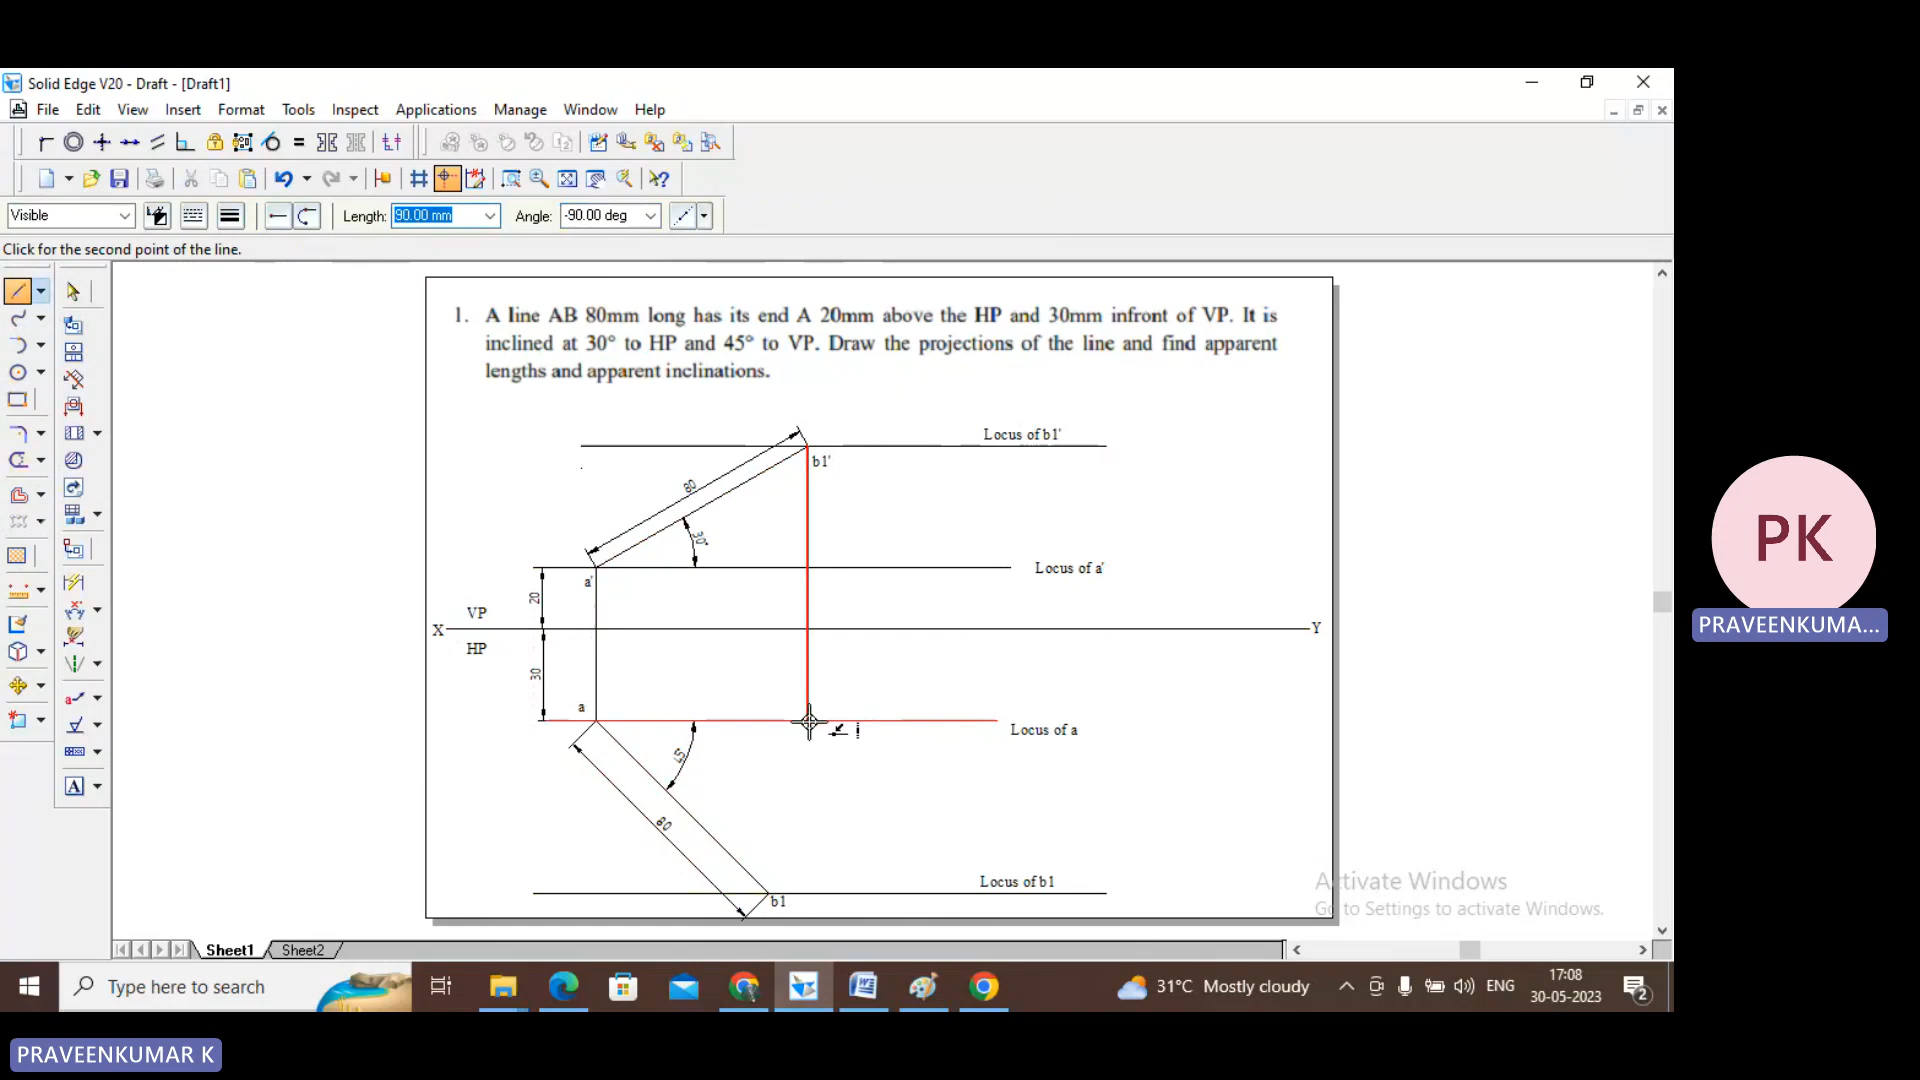 Solid Edge V20 - Draft - [Draft1]
File Edit View Insert Format Tools Inspect Applications Manage Window Help
Visible Length: 90.00 mm Angle: -90.00 deg
Click for the second point of the line.
1. A line AB 80mm long has its end A 20mm above the HP and 30mm infront of VP. It is
inclined at 30° to HP and 45° to VP. Draw the projections of the line and find apparent
lengths and apparent inclinations.
Locus of b1'
b1'
80
30°
Locus of a'
a'
20
VP
X Y
HP
30
a
Locus of a
45
80
Locus of b1
b1
Activate Windows
Go to Settings to activate Windows.
Sheet1 Sheet2
Type here to search
31°C Mostly cloudy
ENG
17:08
30-05-2023
2
PK
PRAVEENKUMA...
PRAVEENKUMAR K